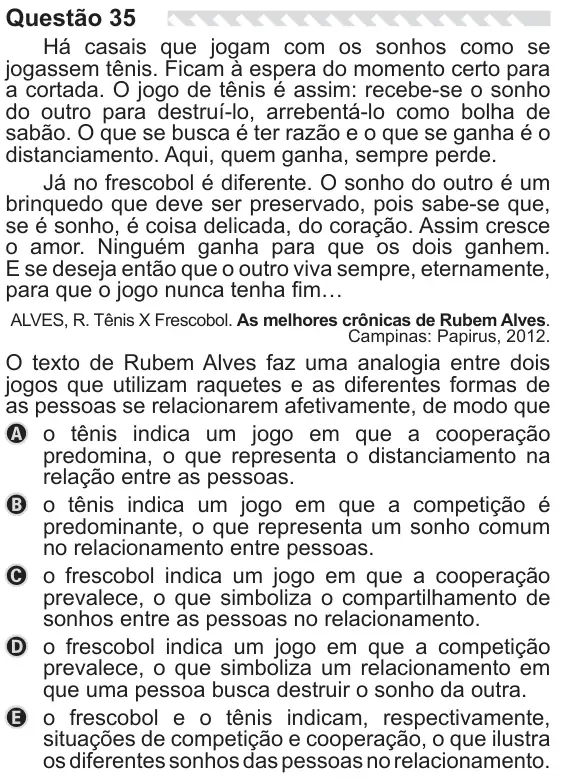 Questão 35
Há casais que jogam com os sonhos como se
jogassem tênis. Ficam à espera do momento certo para
a cortada. O jogo de tênis é assim: recebe-se o sonho
do outro para destruí-lo, arrebentá-lo como bolha de
sabão. O que se busca é ter razão e o que se ganha é o
distanciamento. Aqui, quem ganha, sempre perde.
Já no frescobol é diferente. O sonho do outro é um
brinquedo que deve ser preservado, pois sabe-se que,
se é sonho, é coisa delicada, do coração. Assim cresce
o amor. Ninguém ganha para que os dois ganhem.
E se deseja então que o outro viva sempre, eternamente,
para que o jogo nunca tenha fim…
ALVES, R. Tênis X Frescobol. As melhores crônicas de Rubem Alves.
Campinas: Papirus, 2012.
O texto de Rubem Alves faz uma analogia entre dois
jogos que utilizam raquetes e as diferentes formas de
as pessoas se relacionarem afetivamente, de modo que
A o tênis indica um jogo em que a cooperação
predomina, o que representa o distanciamento na
relação entre as pessoas.
B o tênis indica um jogo em que a competição é
predominante, o que representa um sonho comum
no relacionamento entre pessoas.
C o frescobol indica um jogo em que a cooperação
prevalece, o que simboliza o compartilhamento de
sonhos entre as pessoas no relacionamento.
D o frescobol indica um jogo em que a competição
prevalece, o que simboliza um relacionamento em
que uma pessoa busca destruir o sonho da outra.
E o frescobol e o tênis indicam, respectivamente,
situações de competição e cooperação, o que ilustra
os diferentes sonhos das pessoas no relacionamento.